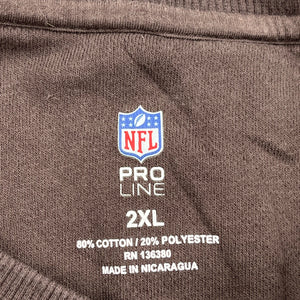 NFL
PRO
LINE
2XL
80% COTTON / 20% POLYESTER
RN 136380
MADE IN NICARAGUA